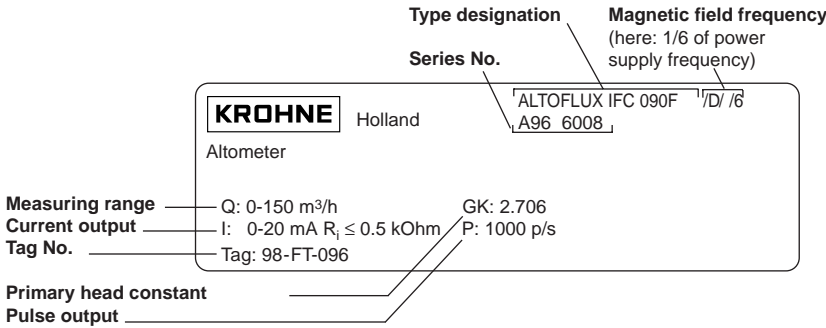 Type designation
Magnetic field frequency
(here: 1/6 of power
supply frequency)
Series No.
KROHNE
Holland
ALTOFLUX IFC 090F /D/ /6
A96 6008
Altometer
Measuring range
Q: 0-150 m³/h
GK: 2.706
Current output
I: 0-20 mA Rᵢ ≤ 0.5 kOhm
P: 1000 p/s
Tag No.
Tag: 98-FT-096
Primary head constant
Pulse output